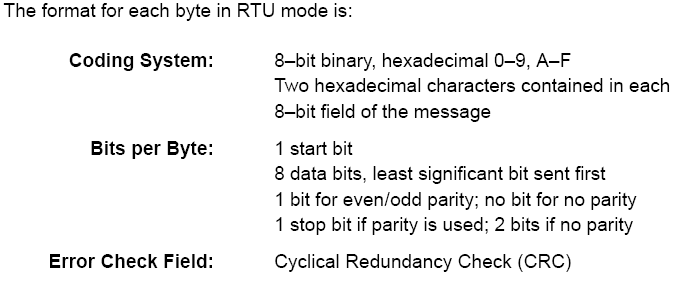 The format for each byte in RTU mode is:
Coding System: 8–bit binary, hexadecimal 0–9, A–F
Two hexadecimal characters contained in each
8–bit field of the message
Bits per Byte: 1 start bit
8 data bits, least significant bit sent first
1 bit for even/odd parity; no bit for no parity
1 stop bit if parity is used; 2 bits if no parity
Error Check Field: Cyclical Redundancy Check (CRC)